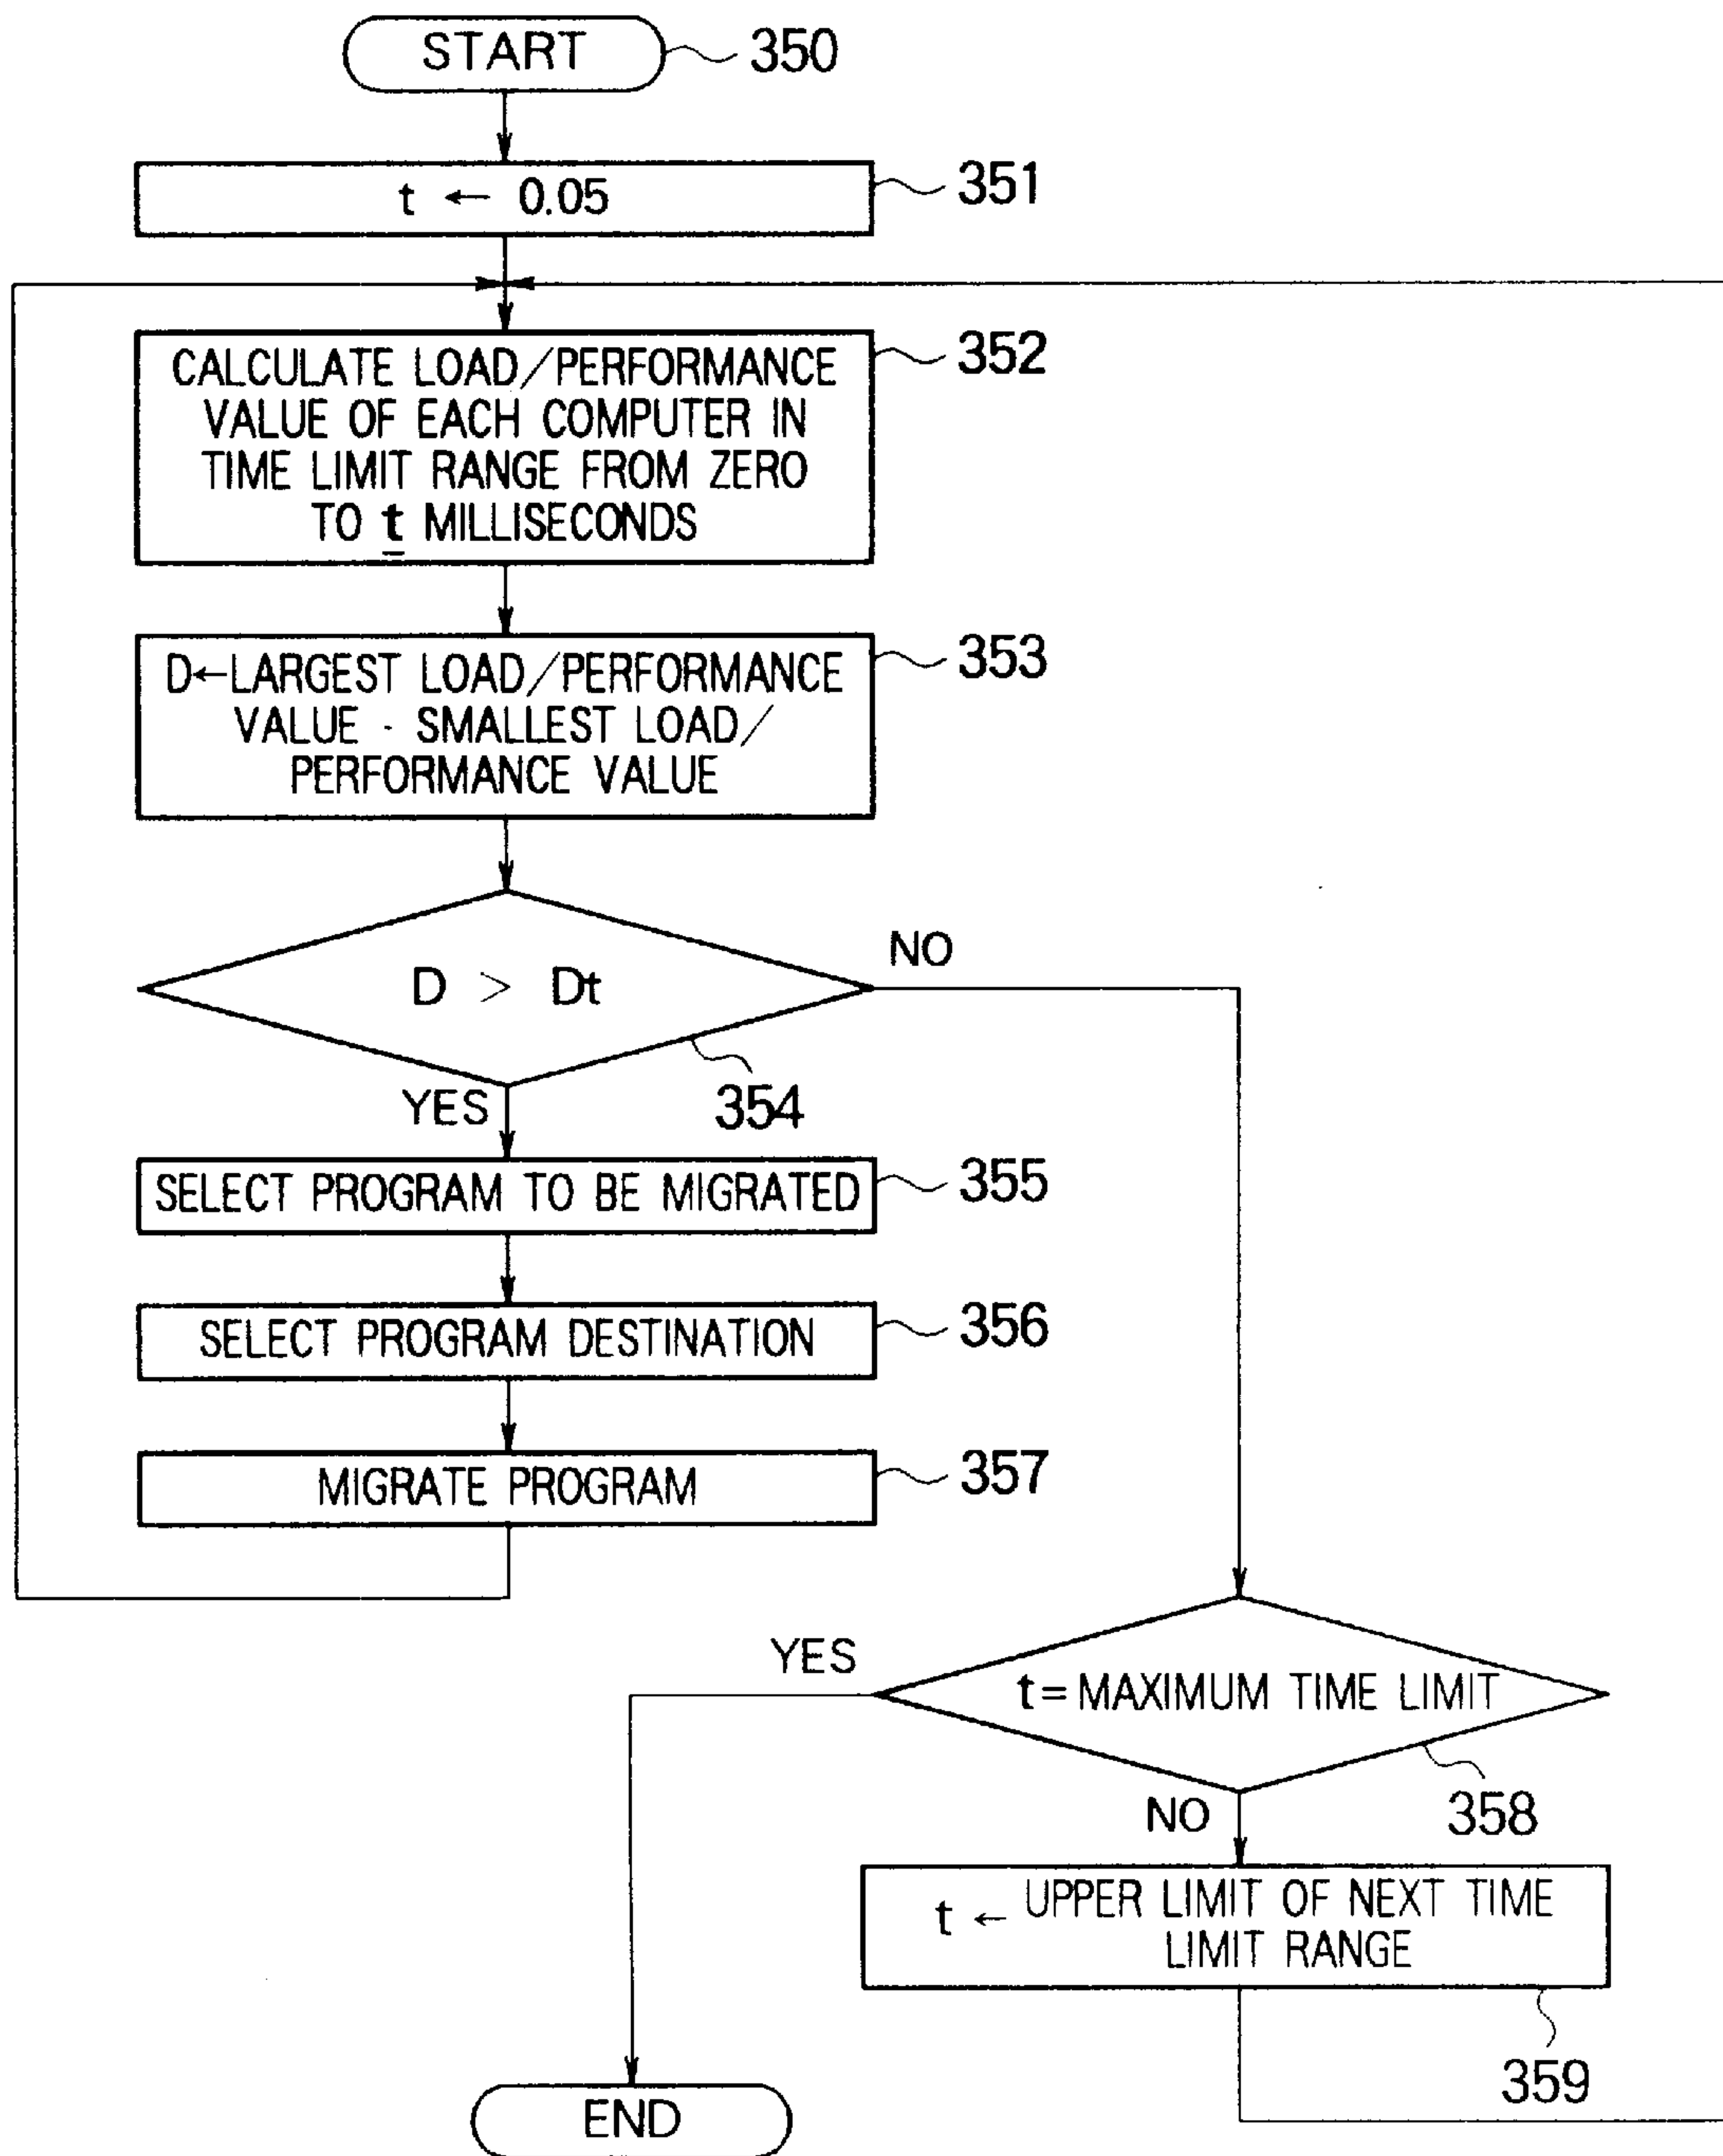 START
350
t ← 0.05
351
CALCULATE LOAD/PERFORMANCE
VALUE OF EACH COMPUTER IN
TIME LIMIT RANGE FROM ZERO
TO t MILLISECONDS
352
D←LARGEST LOAD/PERFORMANCE
VALUE - SMALLEST LOAD/
PERFORMANCE VALUE
353
D > Dt
NO
354
YES
SELECT PROGRAM TO BE MIGRATED
355
SELECT PROGRAM DESTINATION
356
MIGRATE PROGRAM
357
YES
t = MAXIMUM TIME LIMIT
358
NO
t ← UPPER LIMIT OF NEXT TIME
LIMIT RANGE
359
END